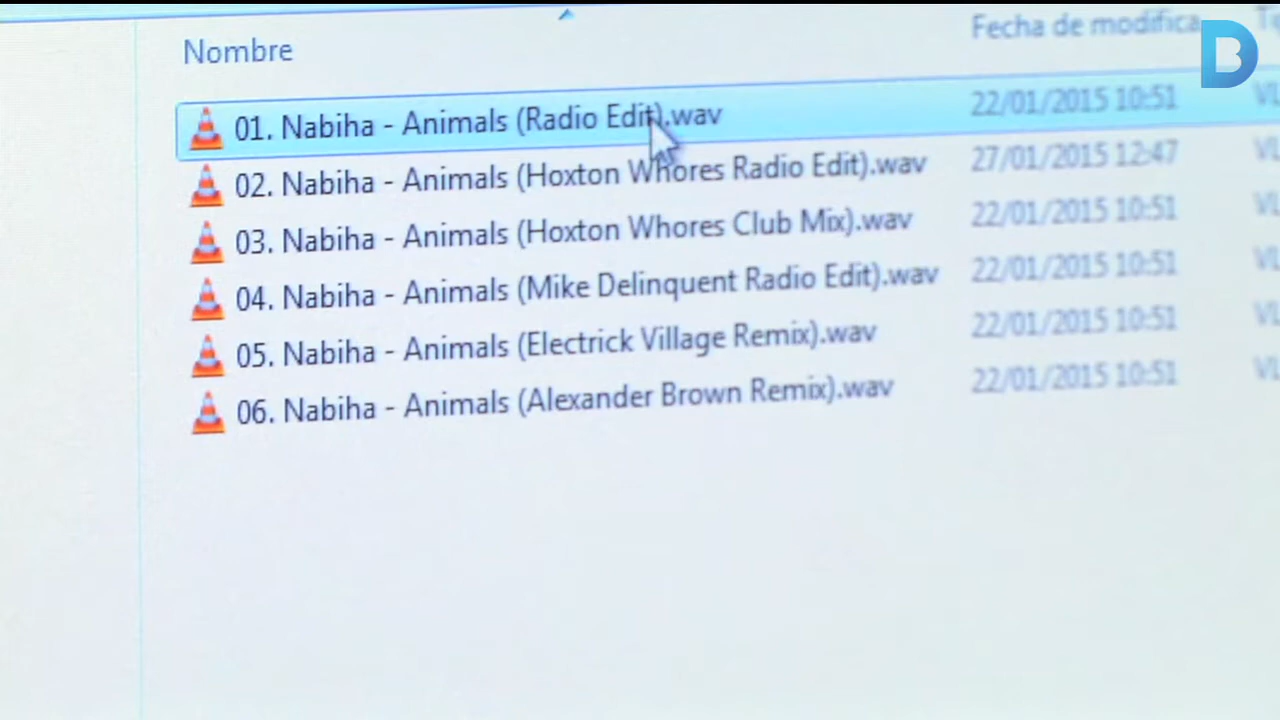 Nombre Fecha de modifica
01. Nabiha - Animals (Radio Edit).wav 22/01/2015 10:51
02. Nabiha - Animals (Hoxton Whores Radio Edit).wav 27/01/2015 12:47
03. Nabiha - Animals (Hoxton Whores Club Mix).wav 22/01/2015 10:51
04. Nabiha - Animals (Mike Delinquent Radio Edit).wav 22/01/2015 10:51
05. Nabiha - Animals (Electrick Village Remix).wav 22/01/2015 10:51
06. Nabiha - Animals (Alexander Brown Remix).wav 22/01/2015 10:51